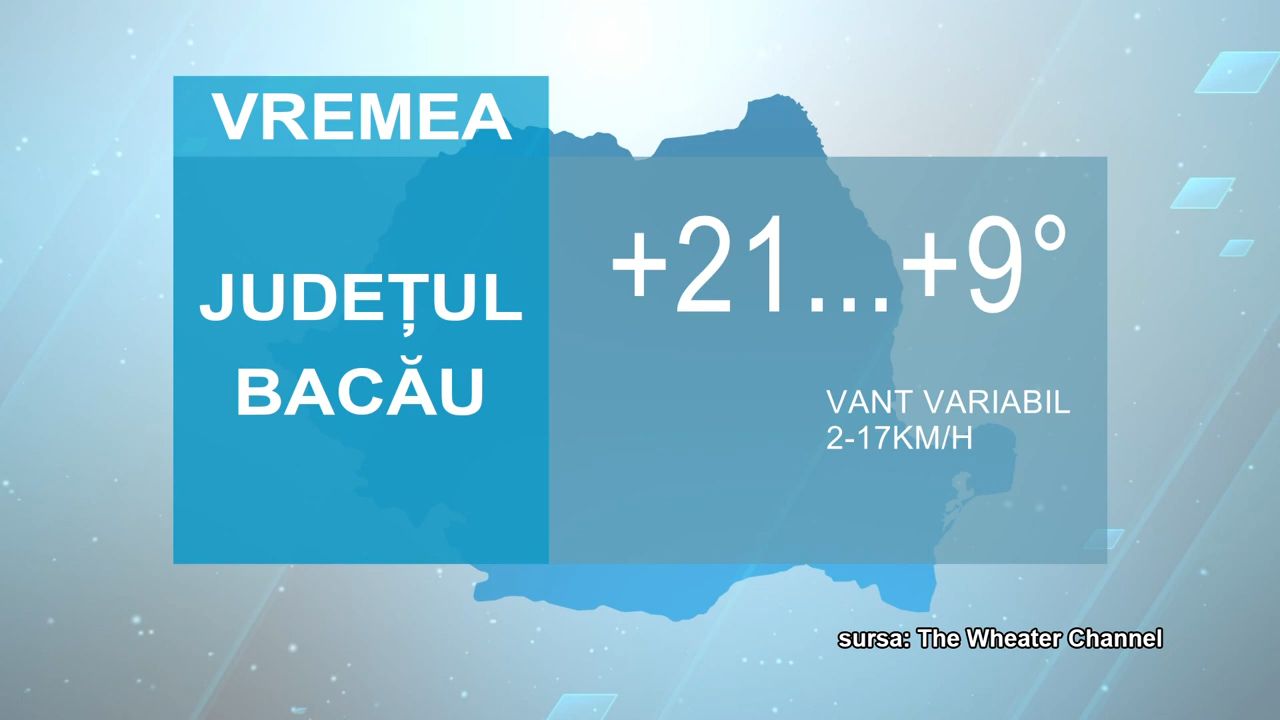 VREMEA
JUDEȚUL
BACĂU
+21...+9°
VANT VARIABIL
2-17KM/H
sursa: The Wheater Channel